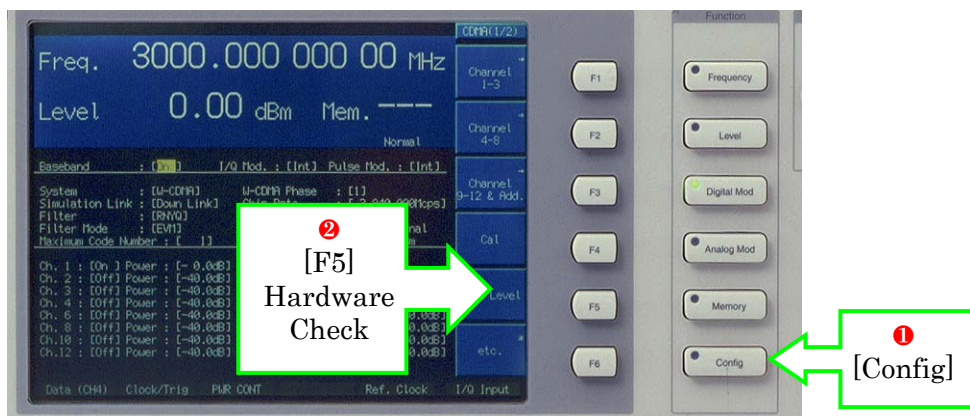 Function
CDMA(1/2)
Freq. 3000.000 000 00 MHz
Channel 1-3
F1
Frequency
Level 0.00 dBm Mem. ---
Normal
Channel 4-8
F2
Level
Baseband : [On ] I/Q Mod. : [Int] Pulse Mod. : [Int]
Channel 9-12 & Add.
F3
Digital Mod
System : [W-CDMA] W-CDMA Phase : [1]
Simulation Link : [Down Link] Chip Rate : [ 3.840 000Mcps]
Filter : [RNYQ]
Filter Mode : [EVM]
Maximum Code Number : [ 1]
Cal
F4
Analog Mod
❷
[F5]
Hardware
Check
Ch. 1 : [On ] Power : [- 0.0dB]
Ch. 2 : [Off] Power : [-40.0dB]
Ch. 3 : [Off] Power : [-40.0dB]
Ch. 4 : [Off] Power : [-40.0dB]
Ch. 6 : [Off] Power : [-40.0dB]
Ch. 8 : [Off] Power : [-40.0dB]
Ch.10 : [Off] Power : [-40.0dB]
Ch.12 : [Off] Power : [-40.0dB]
Level
F5
Memory
etc.
F6
Config
❶
[Config]
Data (CH4) Clock/Trig PWR CONT Ref. Clock I/Q Input